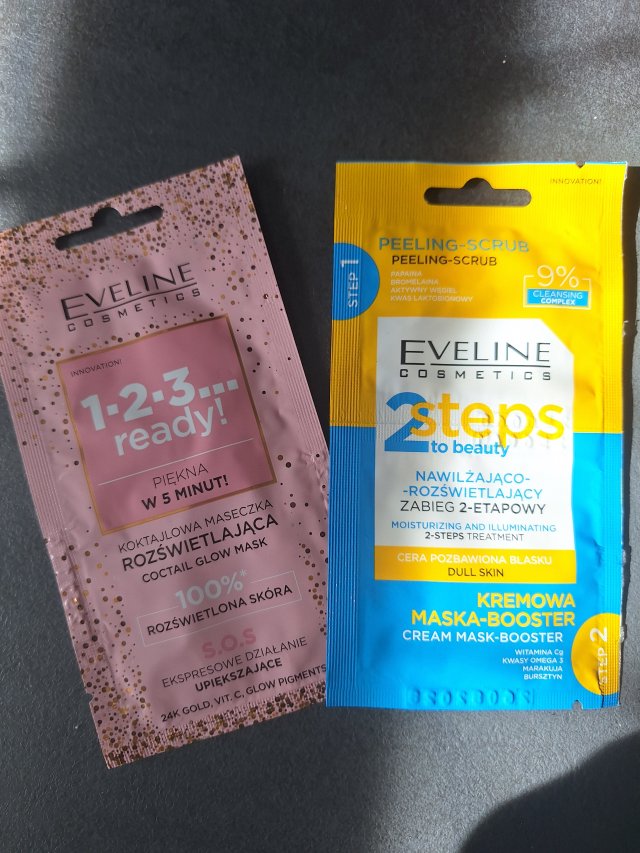 EVELINE
COSMETICS
INNOVATION!
1·2·3...
ready!
PIĘKNA
W 5 MINUT!
KOKTAJLOWA MASECZKA
ROZŚWIETLAJĄCA
COCTAIL GLOW MASK
100%*
ROZŚWIETLONA SKÓRA
S.O.S
EKSPRESOWE DZIAŁANIE
UPIĘKSZAJĄCE
24K GOLD, VIT. C, GLOW PIGMENTS
INNOVATION!
STEP 1
PEELING-SCRUB
PEELING-SCRUB
PAPAINA
BROMELAINA
AKTYWNY WĘGIEL
KWAS LAKTOBIONOWY
9%
CLEANSING
COMPLEX
EVELINE
COSMETICS
2steps
to beauty
NAWILŻAJĄCO-
-ROZŚWIETLAJĄCY
ZABIEG 2-ETAPOWY
MOISTURIZING AND ILLUMINATING
2-STEPS TREATMENT
CERA POZBAWIONA BLASKU
DULL SKIN
KREMOWA
MASKA-BOOSTER
CREAM MASK-BOOSTER
WITAMINA Cg
KWASY OMEGA 3
MARAKUJA
BURSZTYN
STEP 2